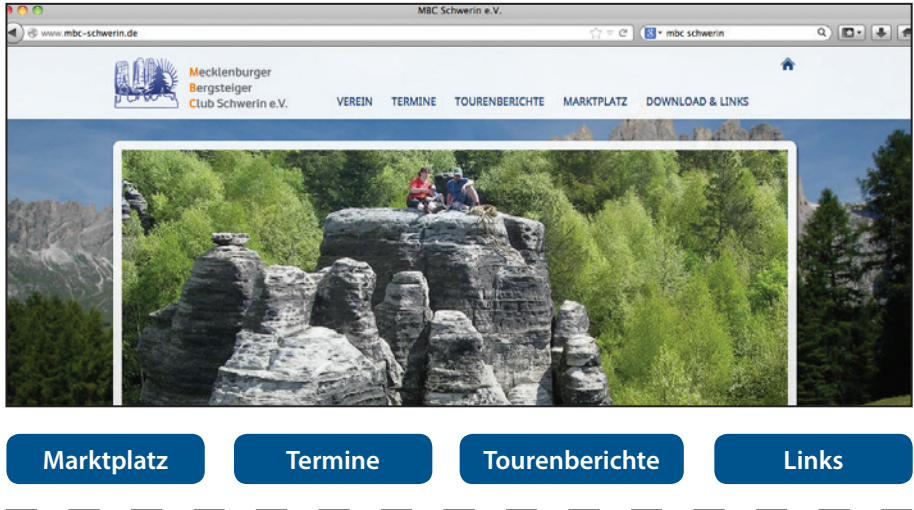 MBC Schwerin e.V.
www.mbc-schwerin.de
mbc schwerin
Mecklenburger
Bergsteiger
Club Schwerin e.V.
VEREIN TERMINE TOURENBERICHTE MARKTPLATZ DOWNLOAD & LINKS
Marktplatz Termine Tourenberichte Links